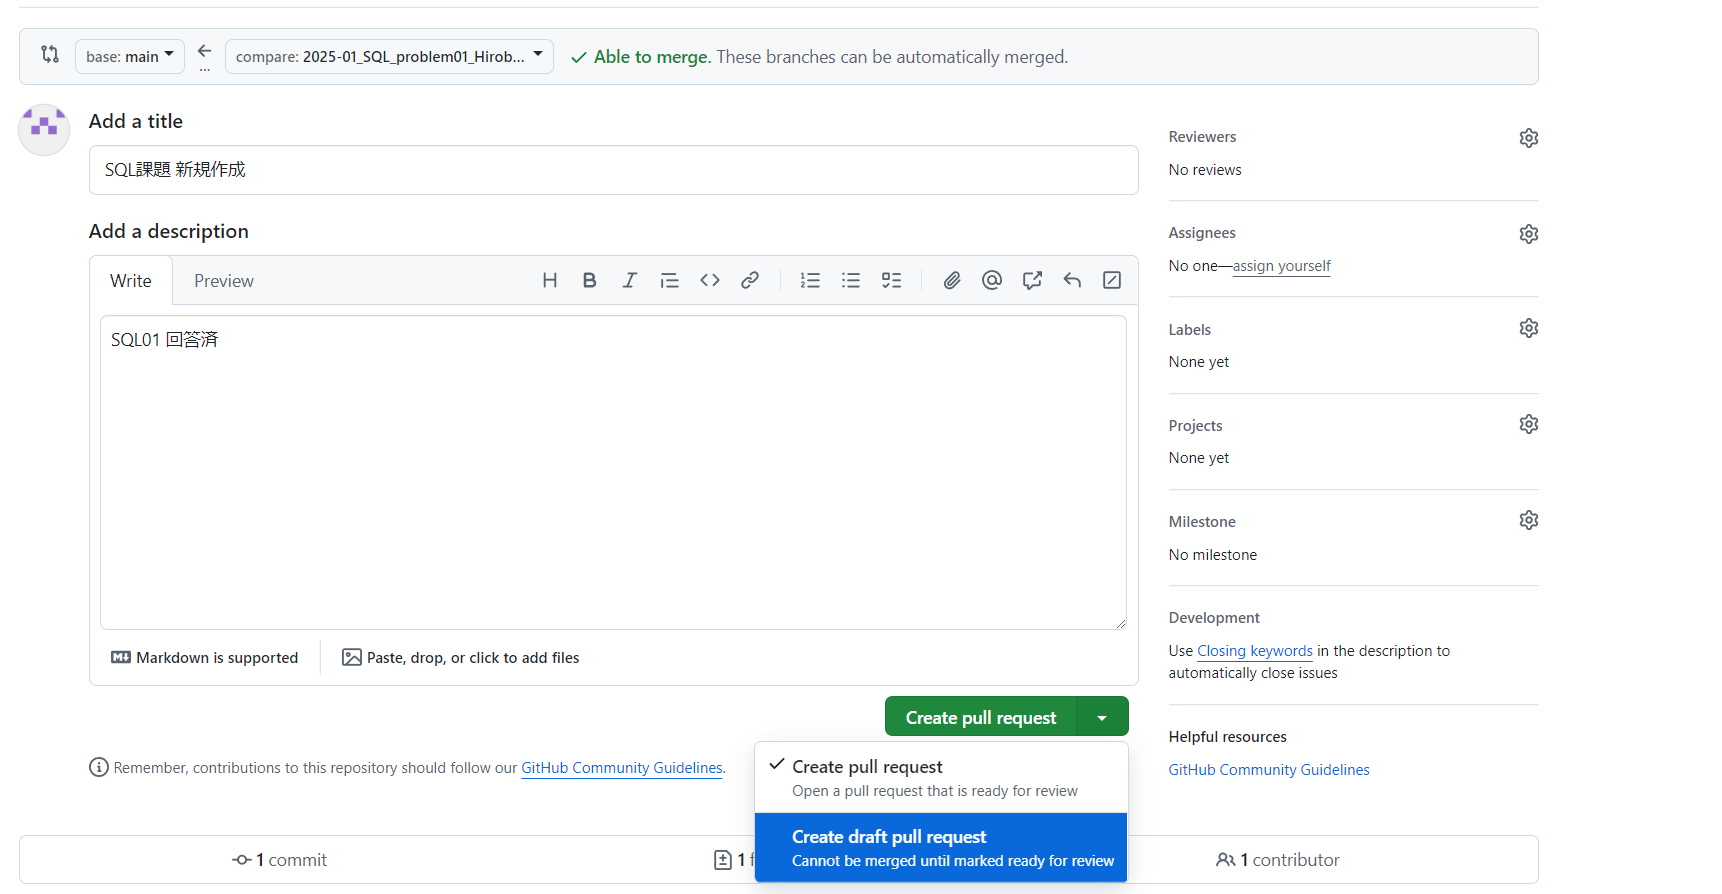 base: main
compare: 2025-01_SQL_problem01_Hirob...
Able to merge. These branches can be automatically merged.
Add a title
SQL課題 新規作成
Add a description
Write
Preview
SQL01 回答済
Markdown is supported
Paste, drop, or click to add files
Create pull request
Create pull request
Open a pull request that is ready for review
Create draft pull request
Cannot be merged until marked ready for review
Remember, contributions to this repository should follow our GitHub Community Guidelines.
1 commit
1 f
1 contributor
Reviewers
No reviews
Assignees
No one—assign yourself
Labels
None yet
Projects
None yet
Milestone
No milestone
Development
Use Closing keywords in the description to
automatically close issues
Helpful resources
GitHub Community Guidelines